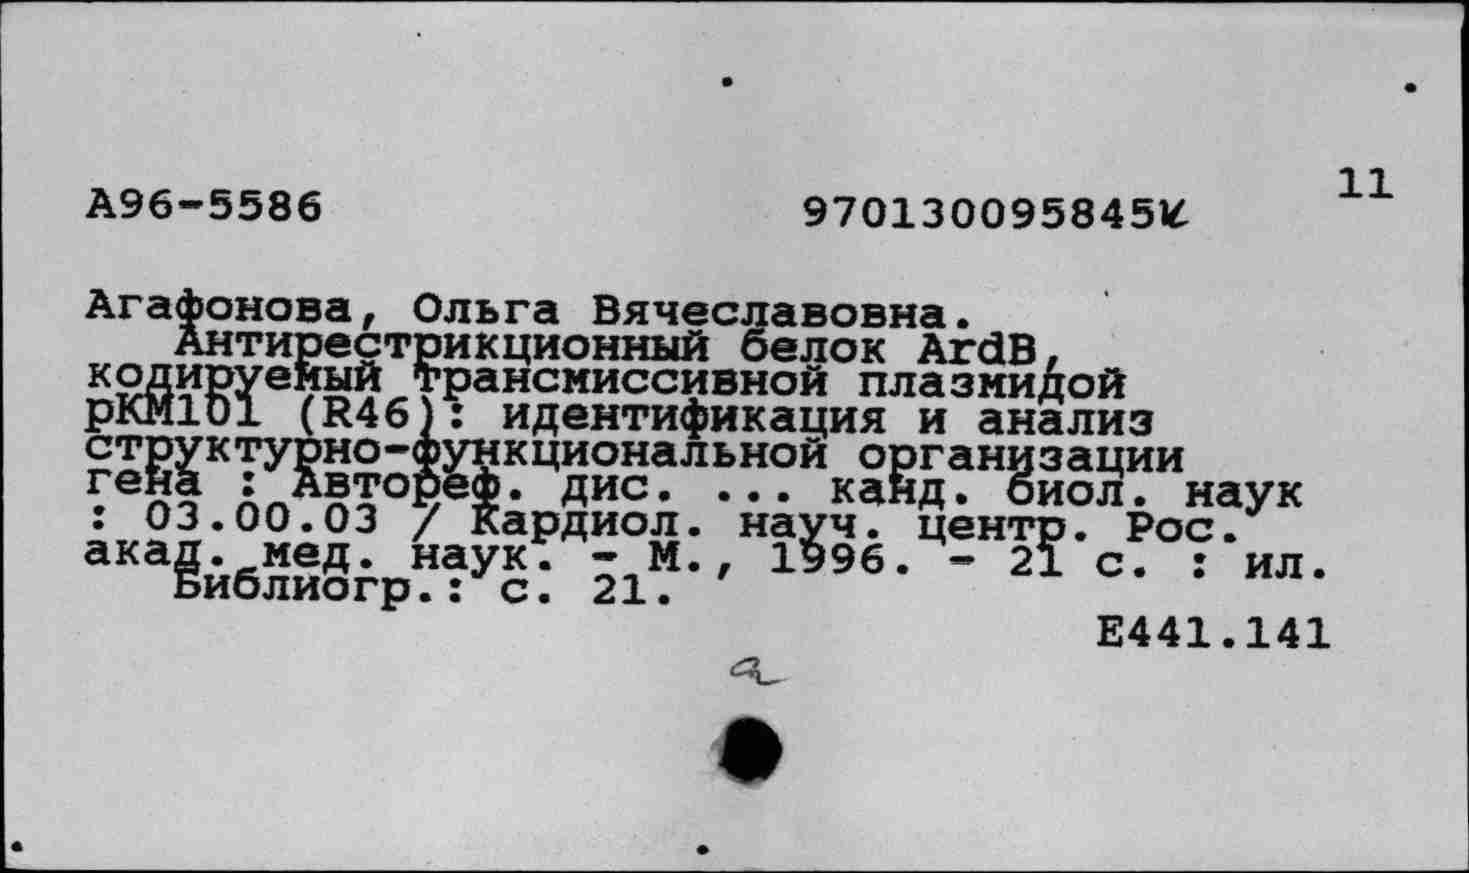 11
А96-5586 970130095845
Агафонова, Ольга Вячеславовна.
Антирестрикционный белок ArdB,
кодируемый трансмиссивной плазмидой
рКМ101 (R46): идентификация и анализ
структурно-функциональной организации
гена : Автореф. дис. ... канд. биол. наук
: 03.00.03 / Кардиол. науч. центр. Рос.
акад. мед. наук. - М., 1996. - 21 с. : ил.
Библиогр.: с. 21.
Е441.141